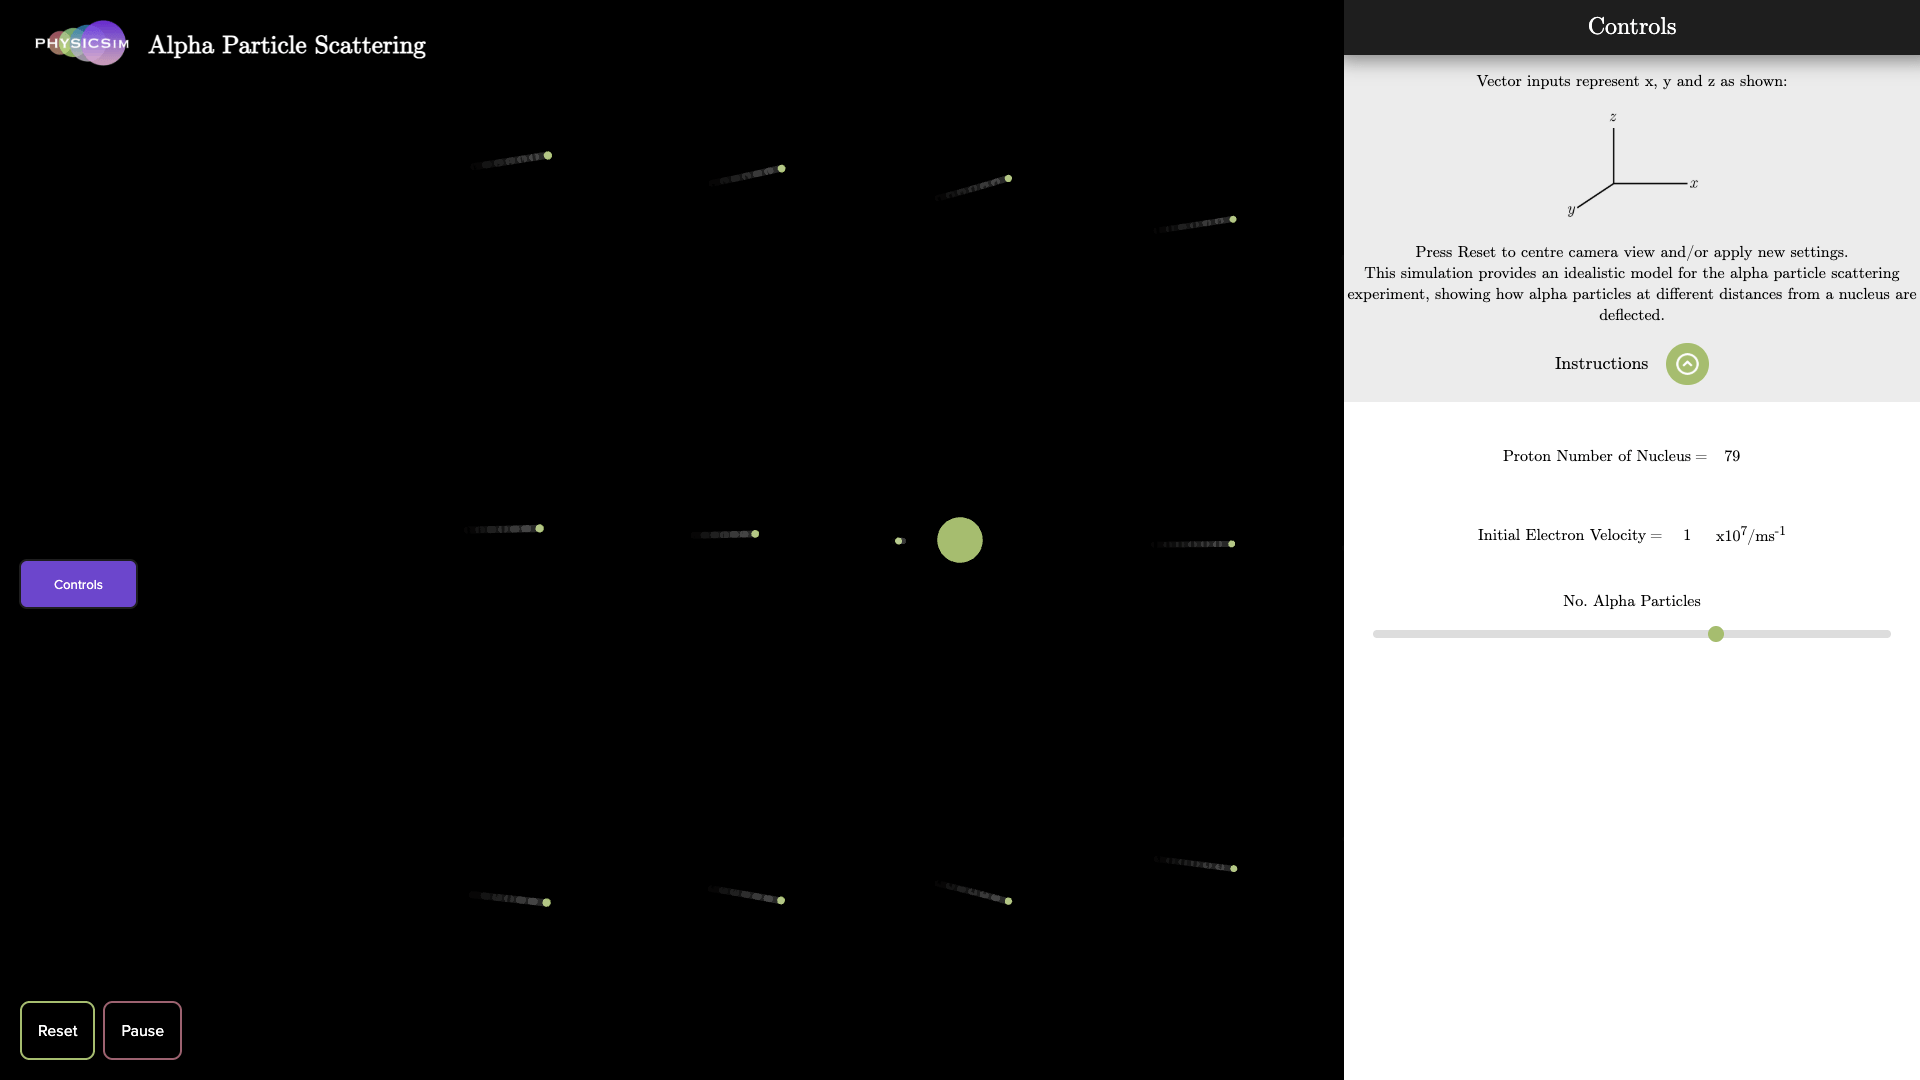 PHYSICSIM
Alpha Particle Scattering
Controls
Reset
Pause
Controls
Vector inputs represent x, y and z as shown:
z
x
y
Press Reset to centre camera view and/or apply new settings.
This simulation provides an idealistic model for the alpha particle scattering
experiment, showing how alpha particles at different distances from a nucleus are
deflected.
Instructions
Proton Number of Nucleus = 79
Initial Electron Velocity = 1 x10⁷/ms⁻¹
No. Alpha Particles